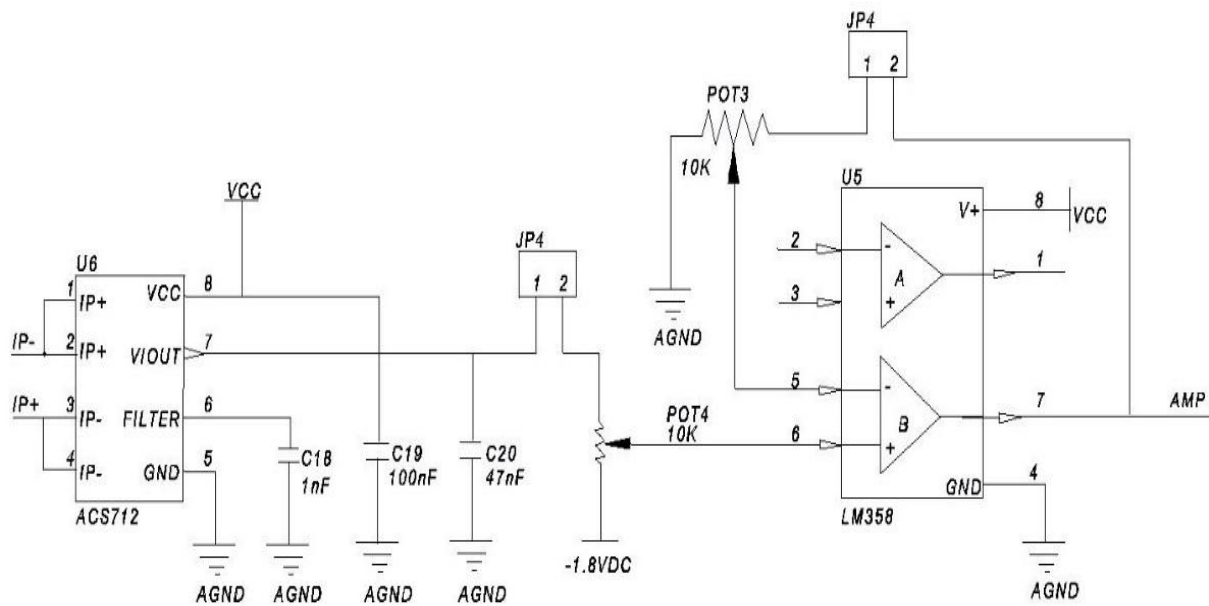 JP4
1 2
POT3
10K
AGND
U5
V+ 8 VCC
2 - A 1
3 +
5 - B 7 AMP
6 +
GND 4
LM358
AGND
VCC
U6
1 IP+ VCC 8
IP- 2 IP+ VIOUT 7
IP+ 3 IP- FILTER 6
4 IP- GND 5
ACS712
JP4
1 2
POT4
10K
C18
1nF
C19
100nF
C20
47nF
-1.8VDC
AGND AGND AGND AGND